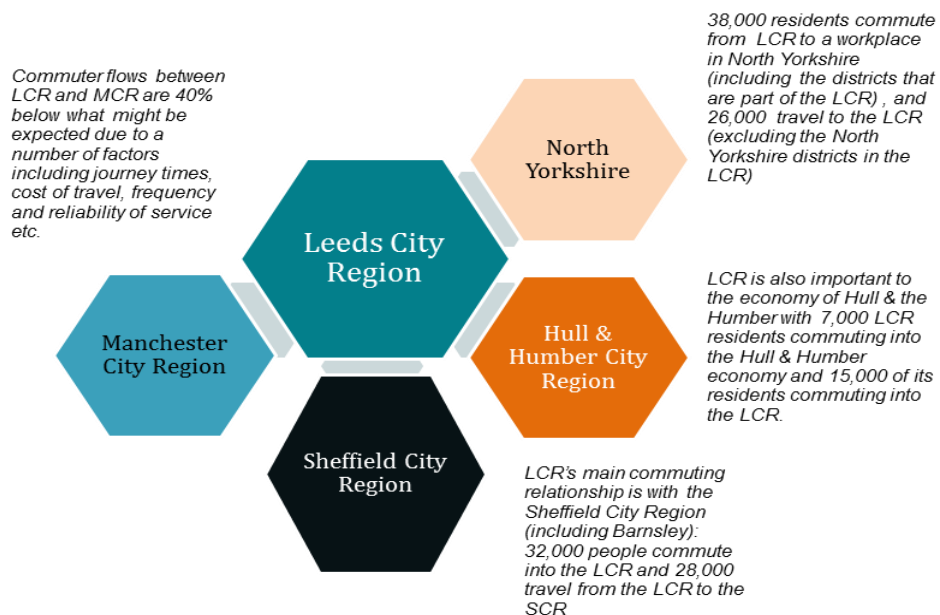 Commuter flows between
LCR and MCR are 40%
below what might be
expected due to a
number of factors
including journey times,
cost of travel, frequency
and reliability of service
etc.
38,000 residents commute
from LCR to a workplace
in North Yorkshire
(including the districts that
are part of the LCR) , and
26,000 travel to the LCR
(excluding the North
Yorkshire districts in the
LCR)
North
Yorkshire
Leeds City
Region
Manchester
City Region
Hull &
Humber City
Region
LCR is also important to
the economy of Hull & the
Humber with 7,000 LCR
residents commuting into
the Hull & Humber
economy and 15,000 of its
residents commuting into
the LCR.
Sheffield City
Region
LCR's main commuting
relationship is with the
Sheffield City Region
(including Barnsley):
32,000 people commute
into the LCR and 28,000
travel from the LCR to the
SCR